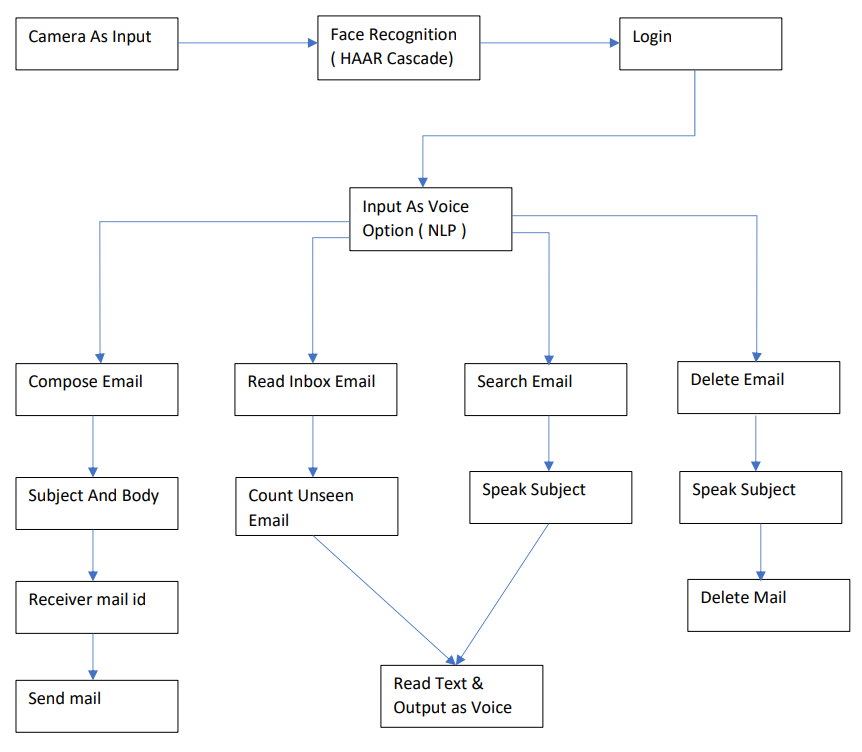 Camera As Input
Face Recognition
( HAAR Cascade)
Login
Input As Voice
Option ( NLP )
Compose Email
Read Inbox Email
Search Email
Delete Email
Subject And Body
Count Unseen
Email
Speak Subject
Speak Subject
Receiver mail id
Delete Mail
Send mail
Read Text &
Output as Voice